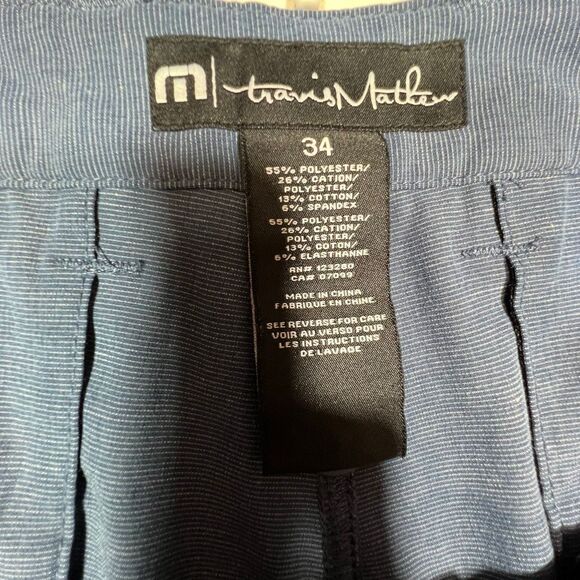 travisMathew
34
55% POLYESTER/
26% CATION/
POLYESTER/
13% COTTON/
6% SPANDEX
55% POLYESTER/
26% CATION/
POLYESTER/
13% COTON/
6% ELASTHANNE
RN# 123280
CA# 07099
MADE IN CHINA
FABRIQUE EN CHINE
SEE REVERSE FOR CARE
VOIR AU VERSO POUR
LES INSTRUCTIONS
DE LAVAGE